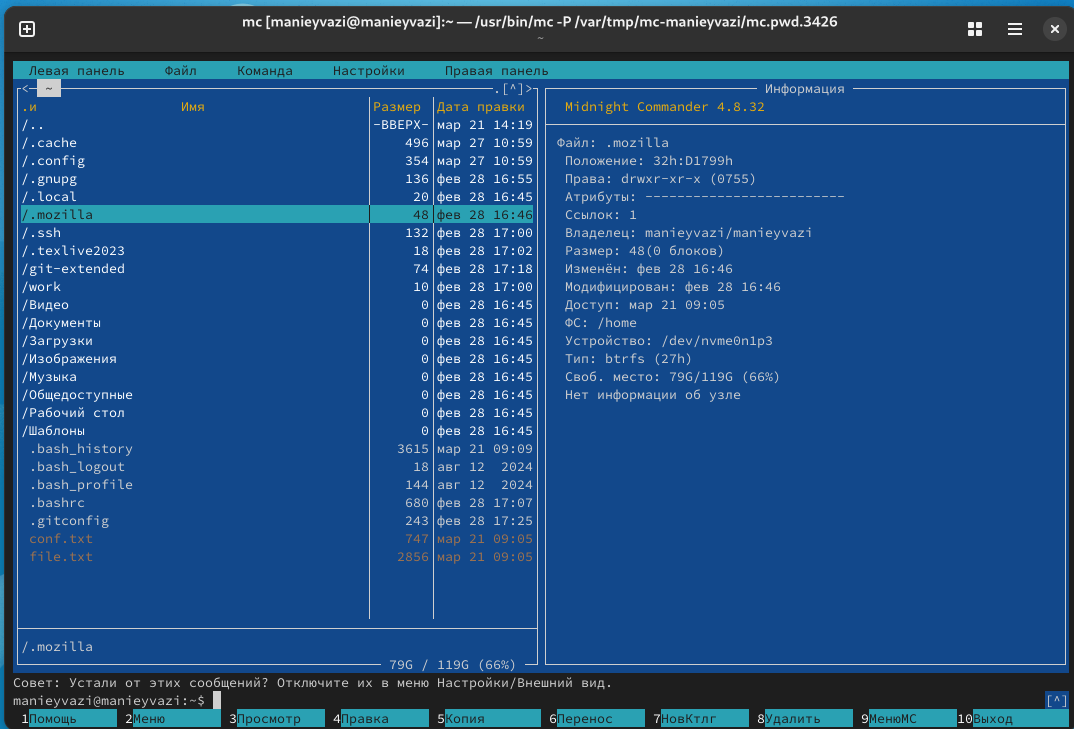 mc [manieyvazi@manieyvazi]:~ — /usr/bin/mc -P /var/tmp/mc-manieyvazi/mc.pwd.3426
~
Левая панель Файл Команда Настройки Правая панель
<─ ~ ─.[^]>
.и Имя Размер Дата правки
/.. -ВВЕРХ- мар 21 14:19
/.cache 496 мар 27 10:59
/.config 354 мар 27 10:59
/.gnupg 136 фев 28 16:55
/.local 20 фев 28 16:45
/.mozilla 48 фев 28 16:46
/.ssh 132 фев 28 17:00
/.texlive2023 18 фев 28 17:02
/git-extended 74 фев 28 17:18
/work 10 фев 28 17:00
/Видео 0 фев 28 16:45
/Документы 0 фев 28 16:45
/Загрузки 0 фев 28 16:45
/Изображения 0 фев 28 16:45
/Музыка 0 фев 28 16:45
/Общедоступные 0 фев 28 16:45
/Рабочий стол 0 фев 28 16:45
/Шаблоны 0 фев 28 16:45
.bash_history 3615 мар 21 09:09
.bash_logout 18 авг 12 2024
.bash_profile 144 авг 12 2024
.bashrc 680 фев 28 17:07
.gitconfig 243 фев 28 17:25
conf.txt 747 мар 21 09:05
file.txt 2856 мар 21 09:05
/.mozilla
79G / 119G (66%)
Информация
Midnight Commander 4.8.32
Файл: .mozilla
Положение: 32h:D1799h
Права: drwxr-xr-x (0755)
Атрибуты: -------------------------
Ссылок: 1
Владелец: manieyvazi/manieyvazi
Размер: 48(0 блоков)
Изменён: фев 28 16:46
Модифицирован: фев 28 16:46
Доступ: мар 21 09:05
ФС: /home
Устройство: /dev/nvme0n1p3
Тип: btrfs (27h)
Своб. место: 79G/119G (66%)
Нет информации об узле
Совет: Устали от этих сообщений? Отключите их в меню Настройки/Внешний вид.
manieyvazi@manieyvazi:~$ [^]
1Помощь 2Меню 3Просмотр 4Правка 5Копия 6Перенос 7НовКтлг 8Удалить 9МенюМС 10Выход